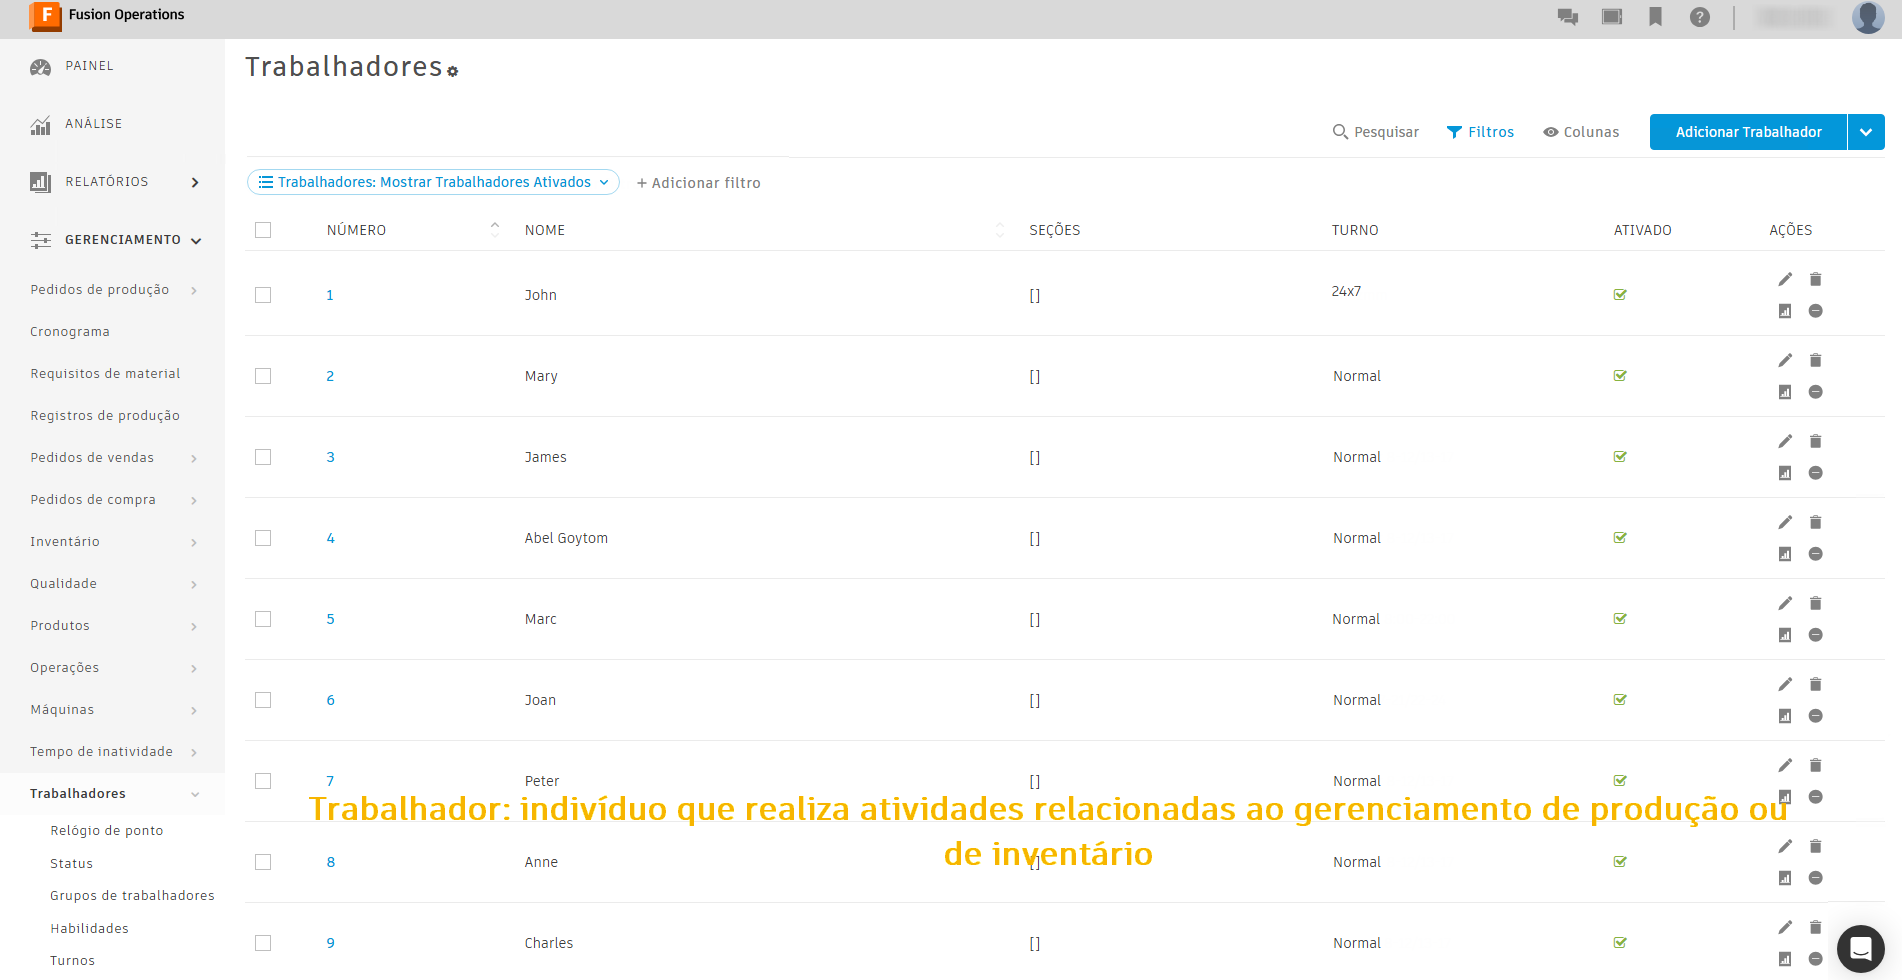 Fusion Operations
PAINEL
ANÁLISE
RELATÓRIOS
GERENCIAMENTO
Pedidos de produção
Cronograma
Requisitos de material
Registros de produção
Pedidos de vendas
Pedidos de compra
Inventário
Qualidade
Produtos
Operações
Máquinas
Tempo de inatividade
Trabalhadores
Relógio de ponto
Status
Grupos de trabalhadores
Habilidades
Turnos
Trabalhadores
Pesquisar Filtros Colunas Adicionar Trabalhador
Trabalhadores: Mostrar Trabalhadores Ativados + Adicionar filtro
NÚMERO NOME SEÇÕES TURNO ATIVADO AÇÕES
1 John [] 24x7
2 Mary [] Normal
3 James [] Normal
4 Abel Goytom [] Normal
5 Marc [] Normal
6 Joan [] Normal
7 Peter [] Normal
Trabalhador: indivíduo que realiza atividades relacionadas ao gerenciamento de produção ou
de inventário
8 Anne [] Normal
9 Charles [] Normal